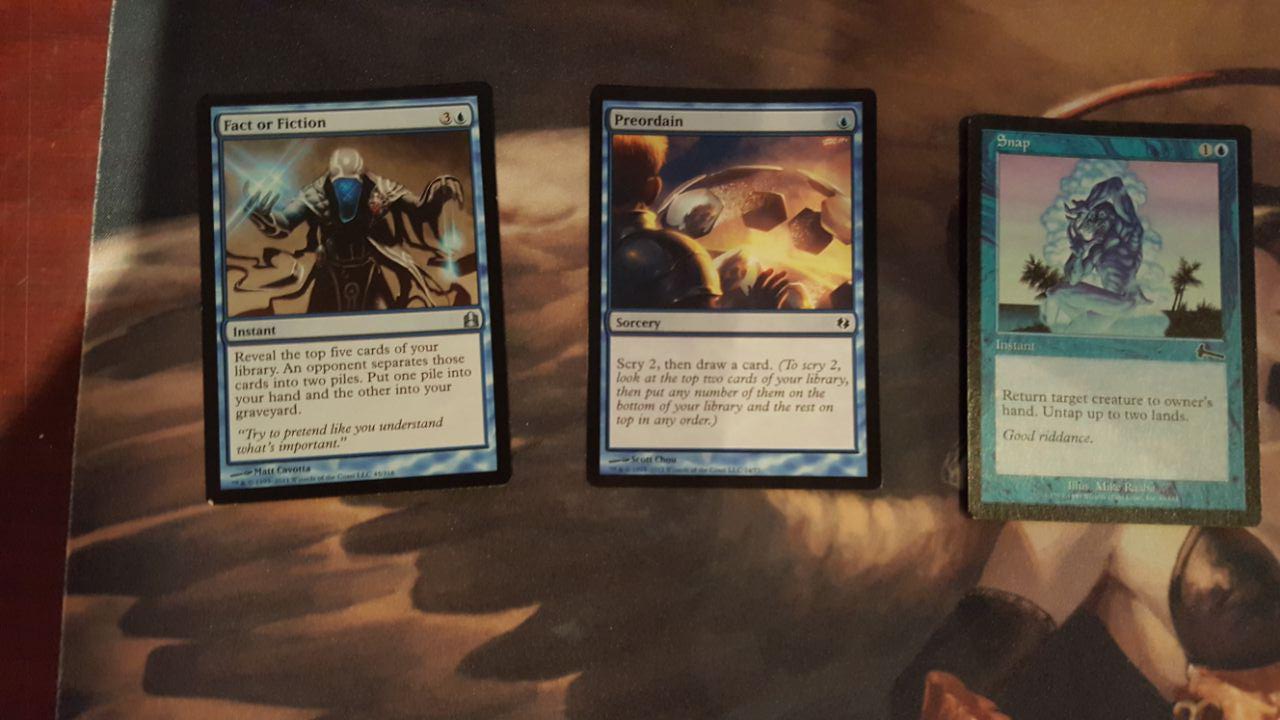 Fact or Fiction
3
Instant
Reveal the top five cards of your
library. An opponent separates those
cards into two piles. Put one pile into
your hand and the other into your
graveyard.
"Try to pretend like you understand
what's important."
Matt Cavotta
Preordain
Sorcery
Scry 2, then draw a card. (To scry 2,
look at the top two cards of your library,
then put any number of them on the
bottom of your library and the rest on
top in any order.)
Scott Chou
Snap
1
Instant
Return target creature to owner's
hand. Untap up to two lands.
Good riddance.
Illus. Mike